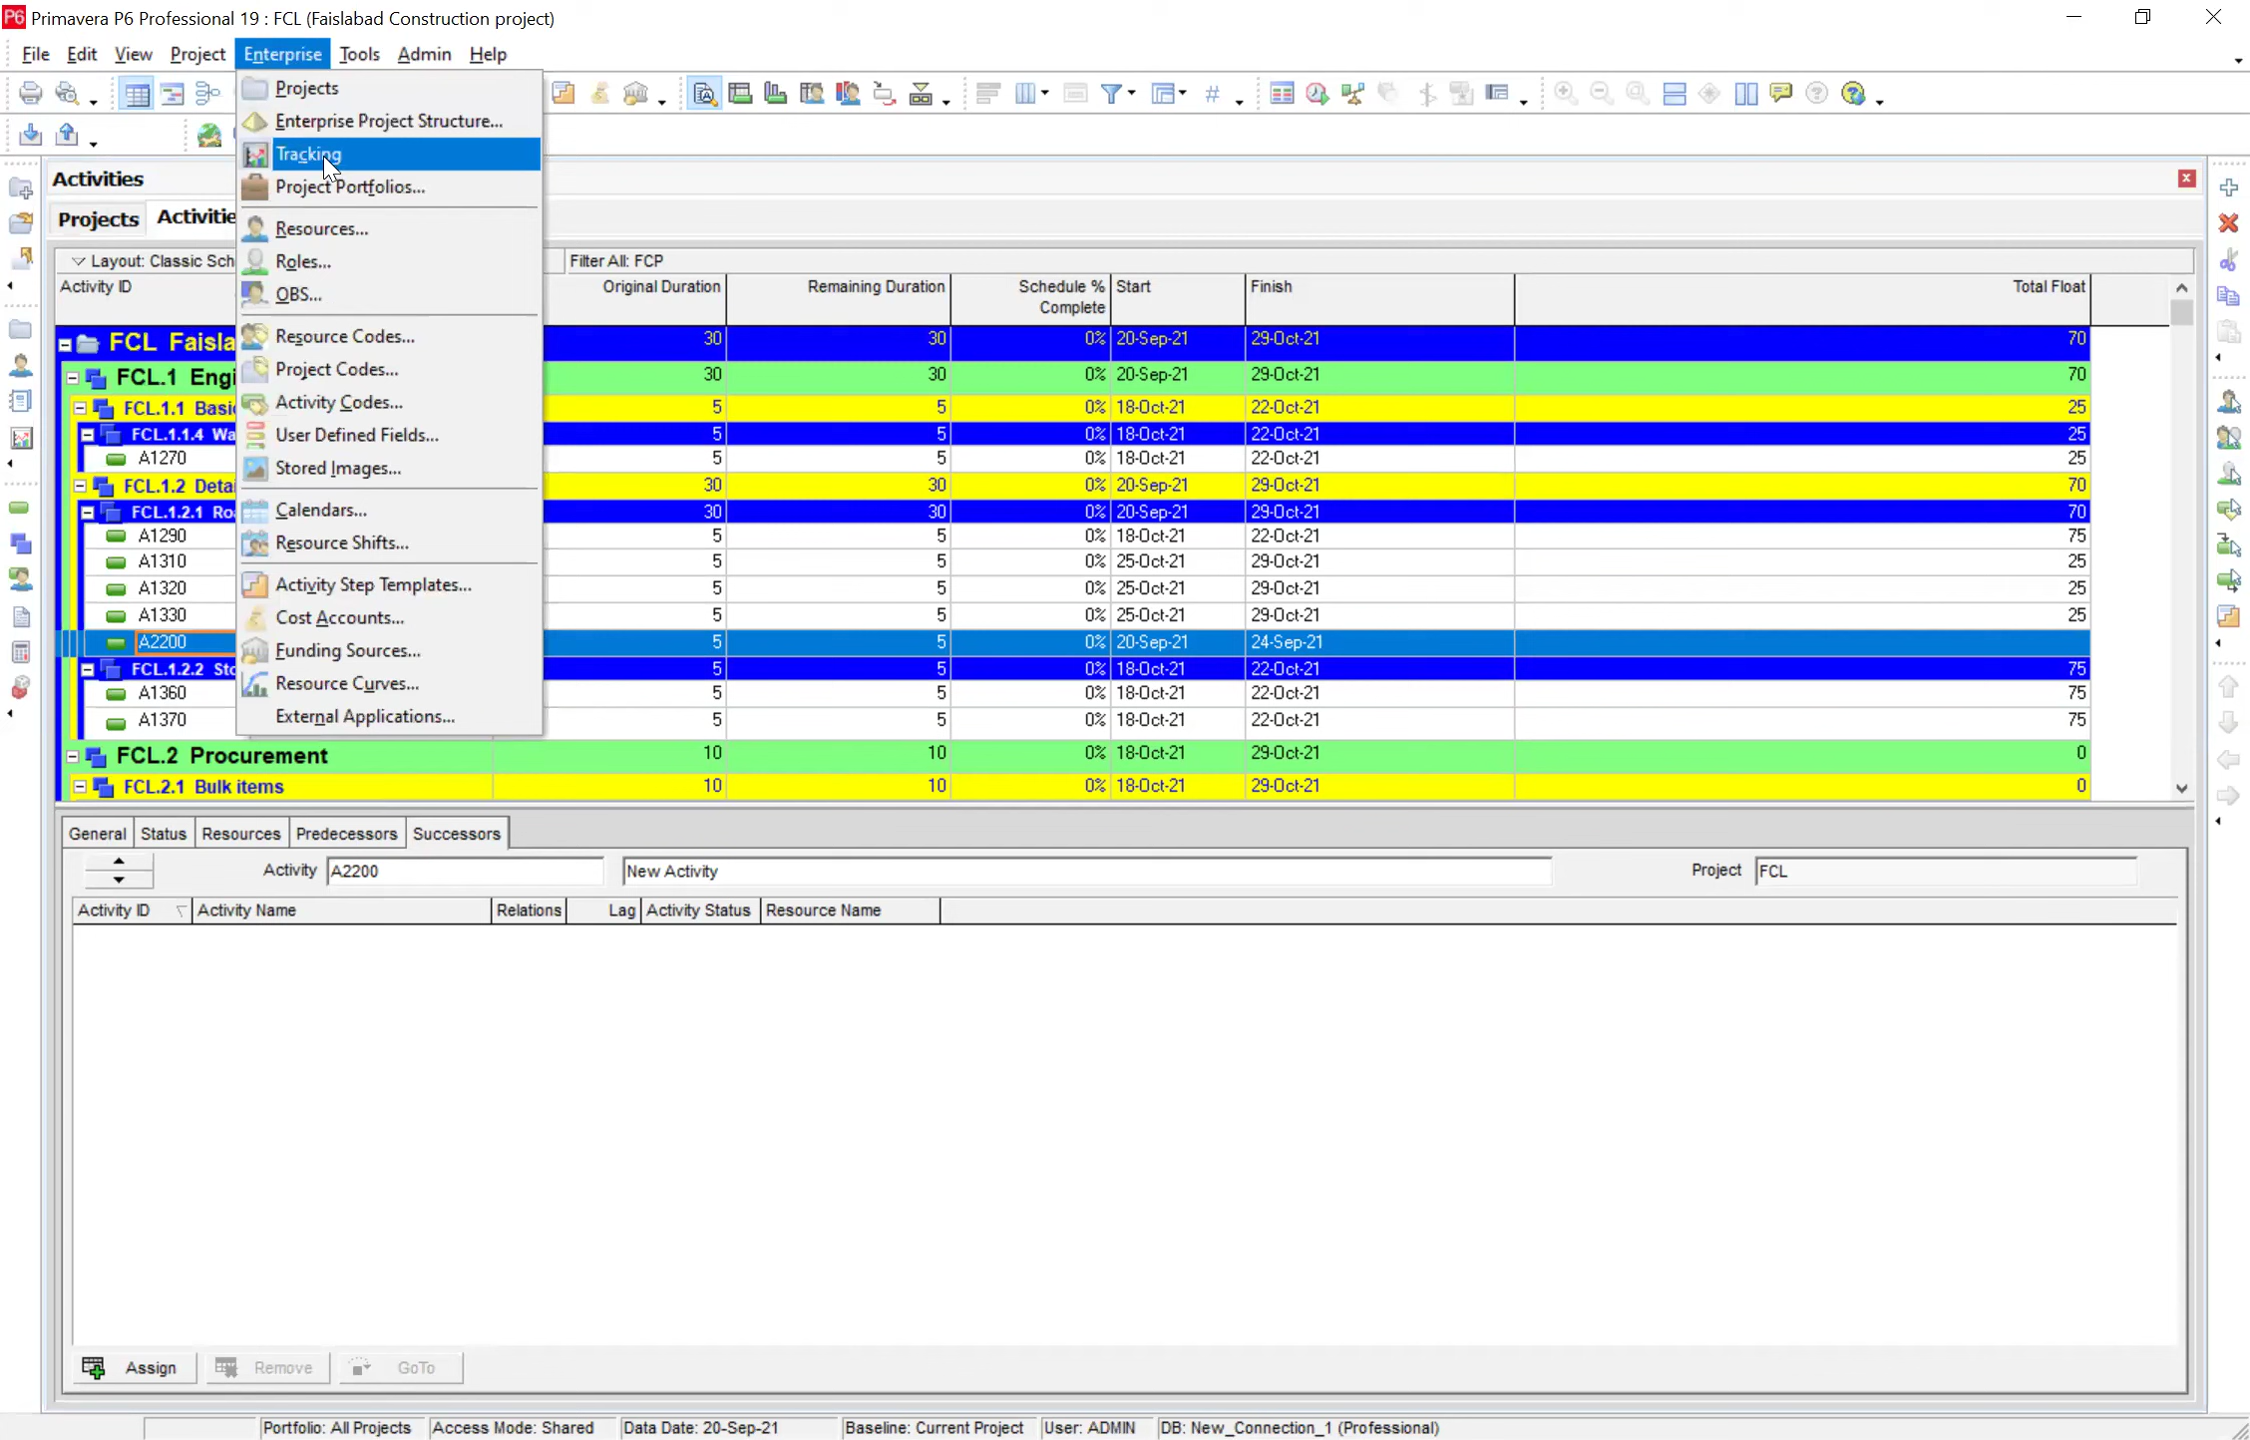 P6 Primavera P6 Professional 19 : FCL (Faislabad Construction project)
File Edit View Project Enterprise Tools Admin Help
Projects
Enterprise Project Structure...
Tracking
Project Portfolios...
Resources...
Roles...
OBS...
Resource Codes...
Project Codes...
Activity Codes...
User Defined Fields...
Stored Images...
Calendars...
Resource Shifts...
Activity Step Templates...
Cost Accounts...
Funding Sources...
Resource Curves...
External Applications...
Activities
Projects Activitie
Layout: Classic Sch Filter All: FCP
Activity ID Original Duration Remaining Duration Schedule % Complete Start Finish Total Float
FCL Faisla 30 30 0% 20-Sep-21 29-Oct-21 70
FCL.1 Engi 30 30 0% 20-Sep-21 29-Oct-21 70
FCL.1.1 Basi 5 5 0% 18-Oct-21 22-Oct-21 25
FCL.1.1.4 Wa 5 5 0% 18-Oct-21 22-Oct-21 25
A1270 5 5 0% 18-Oct-21 22-Oct-21 25
FCL.1.2 Detai 30 30 0% 20-Sep-21 29-Oct-21 70
FCL.1.2.1 Ro 30 30 0% 20-Sep-21 29-Oct-21 70
A1290 5 5 0% 18-Oct-21 22-Oct-21 75
A1310 5 5 0% 25-Oct-21 29-Oct-21 25
A1320 5 5 0% 25-Oct-21 29-Oct-21 25
A1330 5 5 0% 25-Oct-21 29-Oct-21 25
A2200 5 5 0% 20-Sep-21 24-Sep-21
FCL.1.2.2 Sto 5 5 0% 18-Oct-21 22-Oct-21 75
A1360 5 5 0% 18-Oct-21 22-Oct-21 75
A1370 5 5 0% 18-Oct-21 22-Oct-21 75
FCL.2 Procurement 10 10 0% 18-Oct-21 29-Oct-21 0
FCL.2.1 Bulk items 10 10 0% 18-Oct-21 29-Oct-21 0
General Status Resources Predecessors Successors
Activity A2200 New Activity Project FCL
Activity ID Activity Name Relations Lag Activity Status Resource Name
Assign Remove GoTo
Portfolio: All Projects Access Mode: Shared Data Date: 20-Sep-21 Baseline: Current Project User: ADMIN DB: New_Connection_1 (Professional)